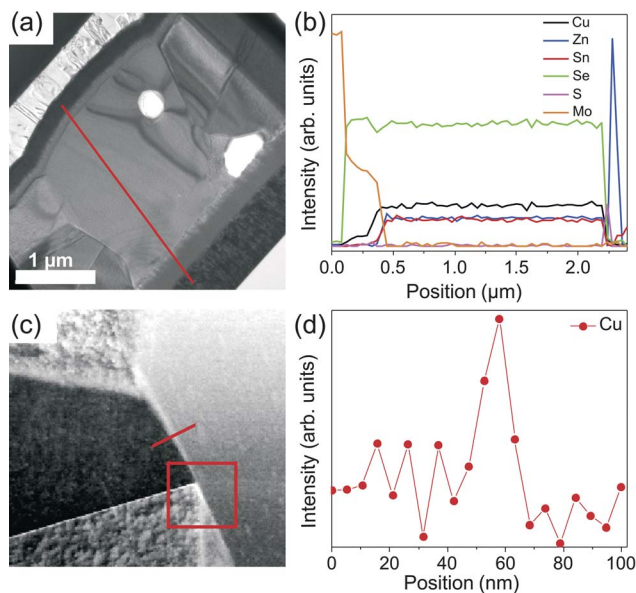 (a)
1 μm
(b)
Intensity (arb. units)
Cu
Zn
Sn
Se
S
Mo
0.0 0.5 1.0 1.5 2.0
Position (μm)
(c)
(d)
Intensity (arb. units)
Cu
0 20 40 60 80 100
Position (nm)